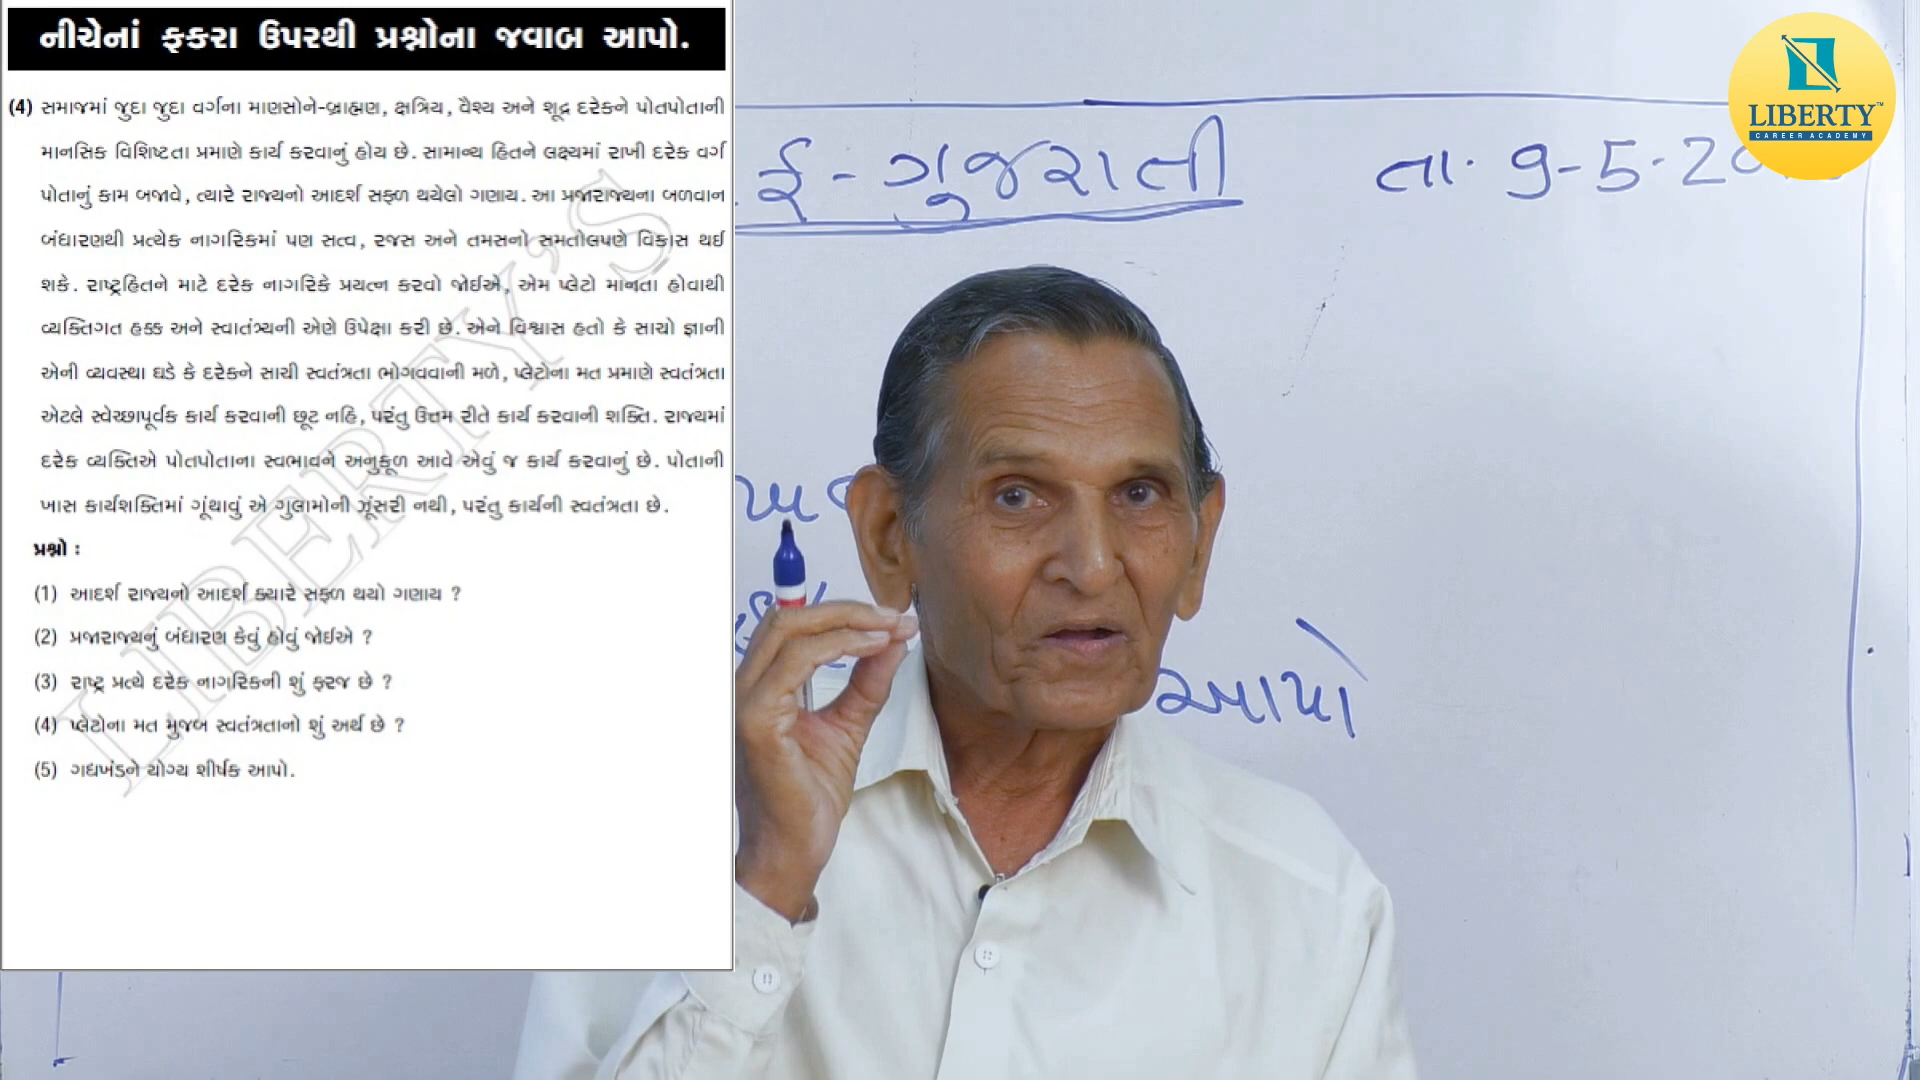 નીચેનાં ફકરા ઉપરથી પ્રશ્નોના જવાબ આપો.
(4) સમાજમાં જુદા જુદા વર્ગના માણસોને-બ્રાહ્મણ, ક્ષત્રિય, વૈશ્ય અને શૂદ્ર દરેકને પોતપોતાની
માનસિક વિશિષ્ટતા પ્રમાણે કાર્ય કરવાનું હોય છે. સામાન્ય હિતને લક્ષ્યમાં રાખી દરેક વર્ગ
પોતાનું કામ બજાવે, ત્યારે રાજ્યનો આદર્શ સફળ થયેલો ગણાય. આ પ્રજારાજ્યના બળવાન
બંધારણથી પ્રત્યેક નાગરિકમાં પણ સત્વ, રજસ અને તમસનો સમતોલપણે વિકાસ થઈ
શકે. રાષ્ટ્રહિતને માટે દરેક નાગરિકે પ્રયત્ન કરવો જોઈએ, એમ પ્લેટો માનતા હોવાથી
વ્યક્તિગત હક્ક અને સ્વાતંત્ર્યની એણે ઉપેક્ષા કરી છે. એને વિશ્વાસ હતો કે સાચો જ્ઞાની
એની વ્યવસ્થા ઘડે કે દરેકને સાચી સ્વતંત્રતા ભોગવવાની મળે, પ્લેટોના મત પ્રમાણે સ્વતંત્રતા
એટલે સ્વેચ્છાપૂર્વક કાર્ય કરવાની છૂટ નહિ, પરંતુ ઉત્તમ રીતે કાર્ય કરવાની શક્તિ. રાજ્યમાં
દરેક વ્યક્તિએ પોતપોતાના સ્વભાવને અનુકૂળ આવે એવું જ કાર્ય કરવાનું છે. પોતાની
ખાસ કાર્યશક્તિમાં ગૂંથાવું એ ગુલામોની ઝૂંસરી નથી, પરંતુ કાર્યની સ્વતંત્રતા છે.
પ્રશ્નો :
(1) આદર્શ રાજ્યનો આદર્શ ક્યારે સફળ થયો ગણાય ?
(2) પ્રજારાજ્યનું બંધારણ કેવું હોવું જોઈએ ?
(3) રાષ્ટ્ર પ્રત્યે દરેક નાગરિકની શું ફરજ છે ?
(4) પ્લેટોના મત મુજબ સ્વતંત્રતાનો શું અર્થ છે ?
(5) ગદ્યખંડને યોગ્ય શીર્ષક આપો.
LIBERTY'S
LIBERTY™
CAREER ACADEMY
ગુજરાતી તા. 9-5-20